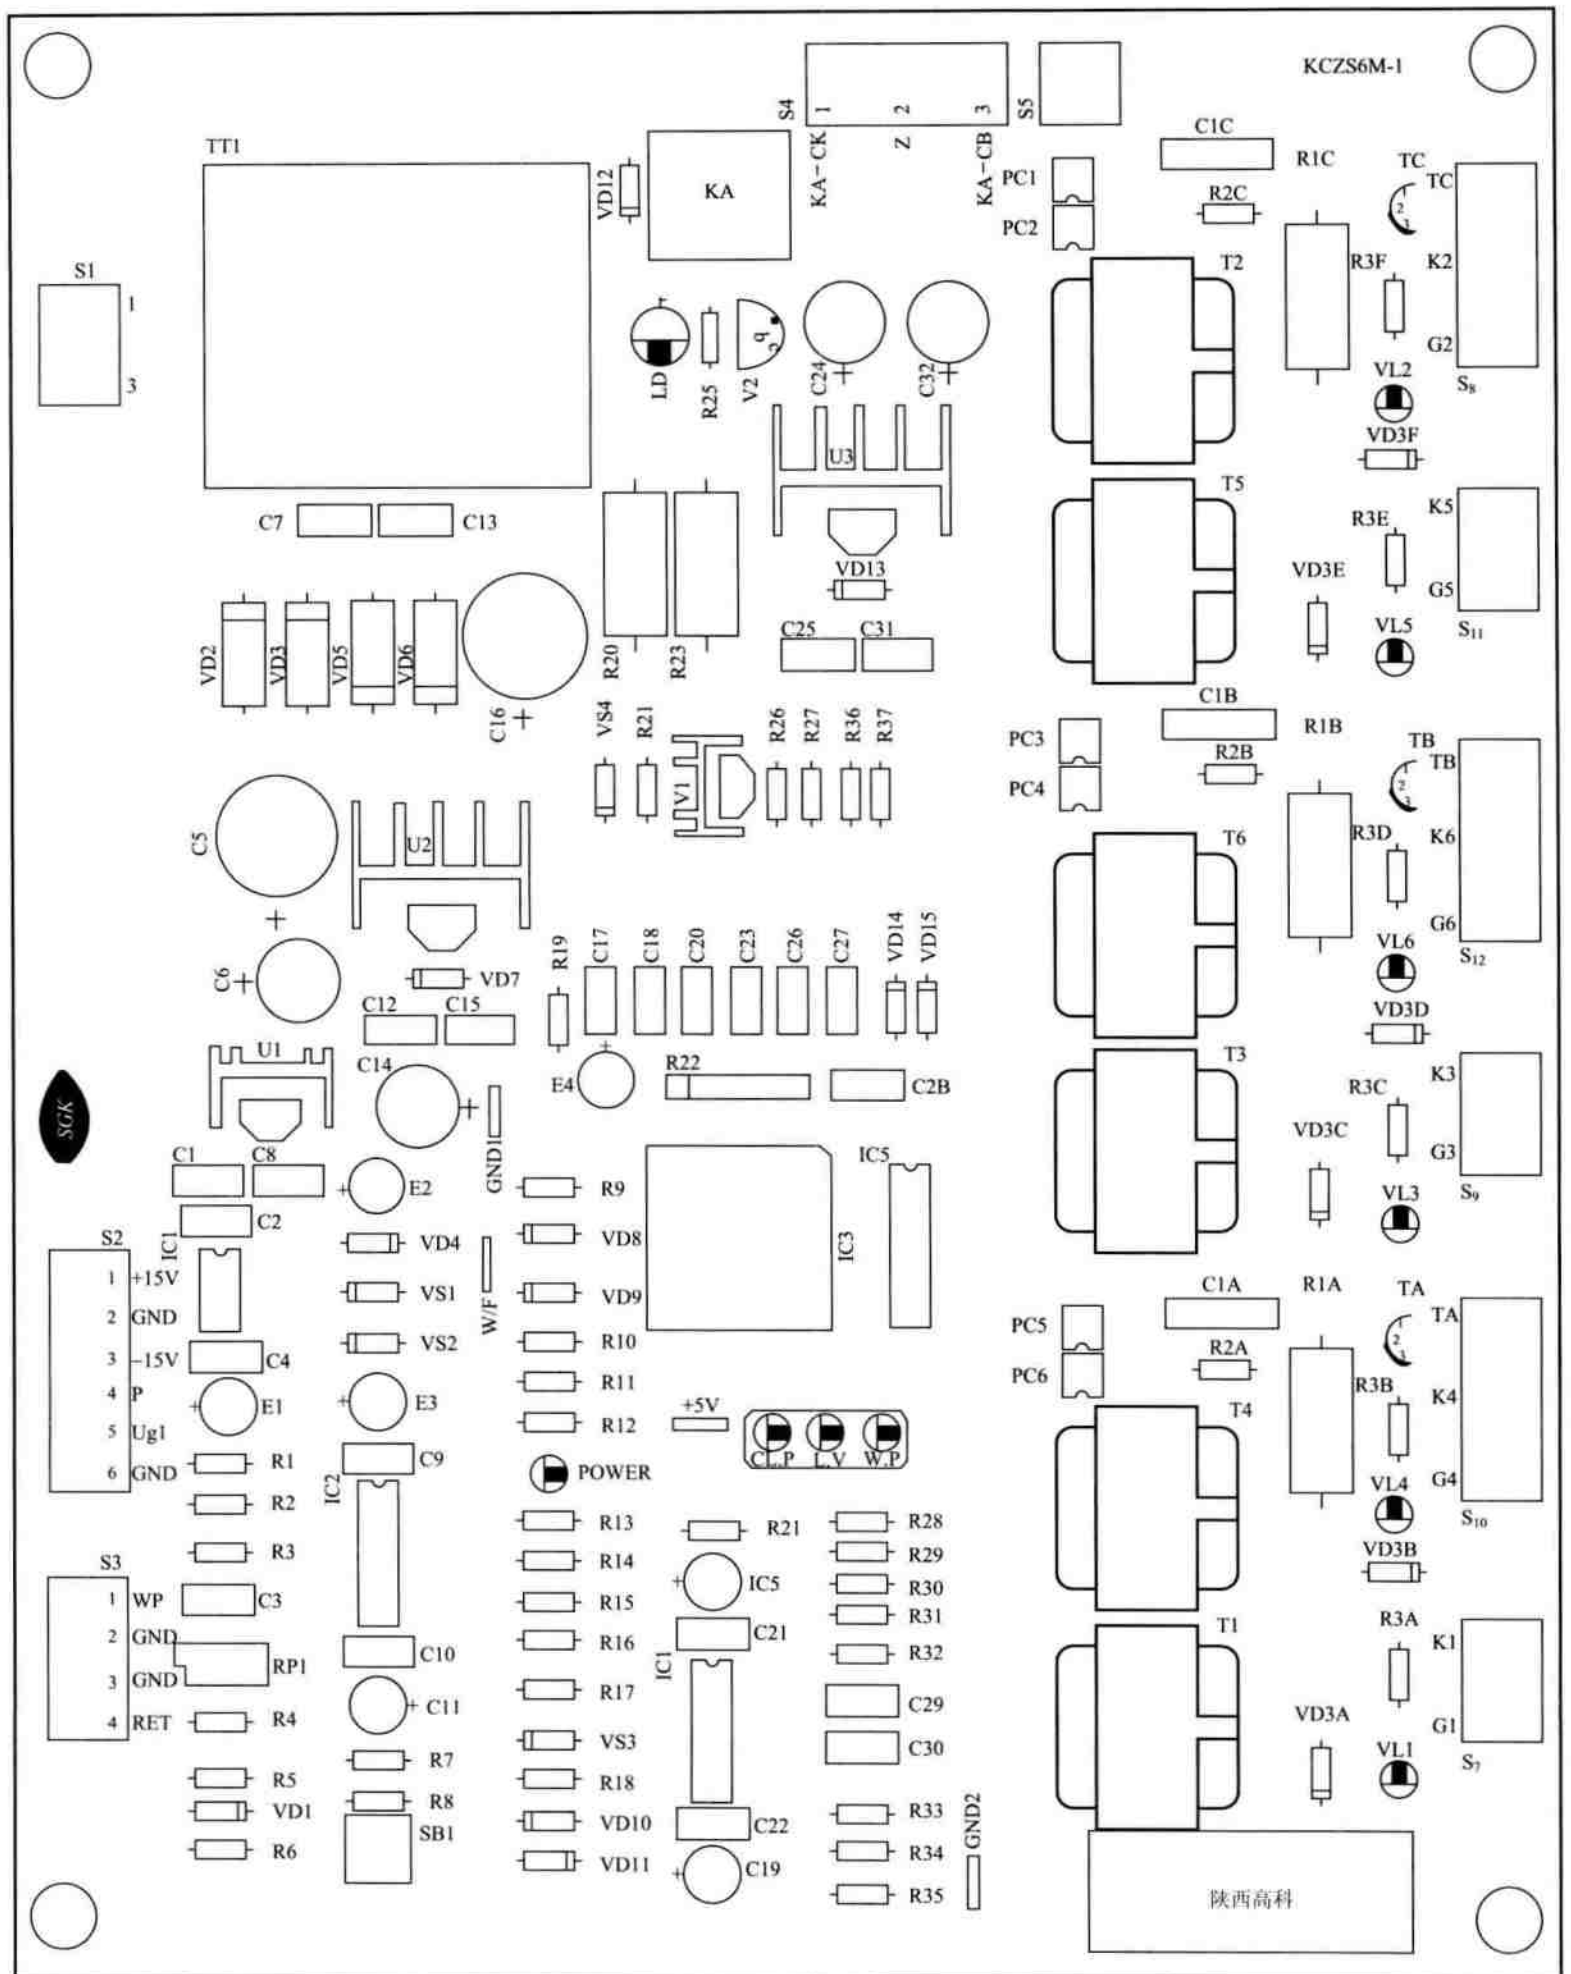 KCZS6M-1
S4
1
2
3
S5
KA-CK
Z
KA-CB
TT1
VD12
KA
PC1
PC2
C1C
R1C
R2C
TC
TC
1
2
3
K2
G2
S8
S1
1
3
LD
R25
V2
b
c
C24
C32
T2
R3F
VL2
VD3F
U3
C7
C13
T5
R3E
VD3E
VL5
K5
G5
S11
VD13
C25
C31
VD2
VD3
VD5
VD6
C16
R20
R23
VS4
R21
V1
R26
R27
R36
R37
PC3
PC4
C1B
R1B
R2B
TB
TB
1
2
3
K6
G6
S12
C5
U2
T6
R3D
VL6
VD3D
C6
VD7
R19
C17
C18
C20
C23
C26
C27
VD14
VD15
C12
C15
U1
C14
E4
R22
C2B
T3
R3C
VD3C
VL3
K3
G3
S9
SGK
GND1
C1
C8
E2
R9
IC5
C2
IC1
S2
1 +15V
2 GND
3 -15V
4 P
5 Ug1
6 GND
VD4
VS1
VS2
W/F
VD8
VD9
R10
R11
R12
IC3
C4
E1
E3
PC5
PC6
C1A
R1A
R2A
TA
TA
1
2
3
K4
G4
S10
R1
R2
R3
C9
IC2
POWER
+5V
CL.P L.V W.P
T4
R3B
VL4
VD3B
R13
R14
R15
R16
R17
VS3
R18
VD10
VD11
R21
IC5
C21
IC1
C22
C19
R28
R29
R30
R31
R32
C29
C30
R33
R34
R35
GND2
S3
1 WP
2 GND
3 GND
4 RET
C3
RP1
R4
R5
VD1
R6
C10
C11
R7
R8
SB1
T1
R3A
VD3A
VL1
K1
G1
S7
陕西高科